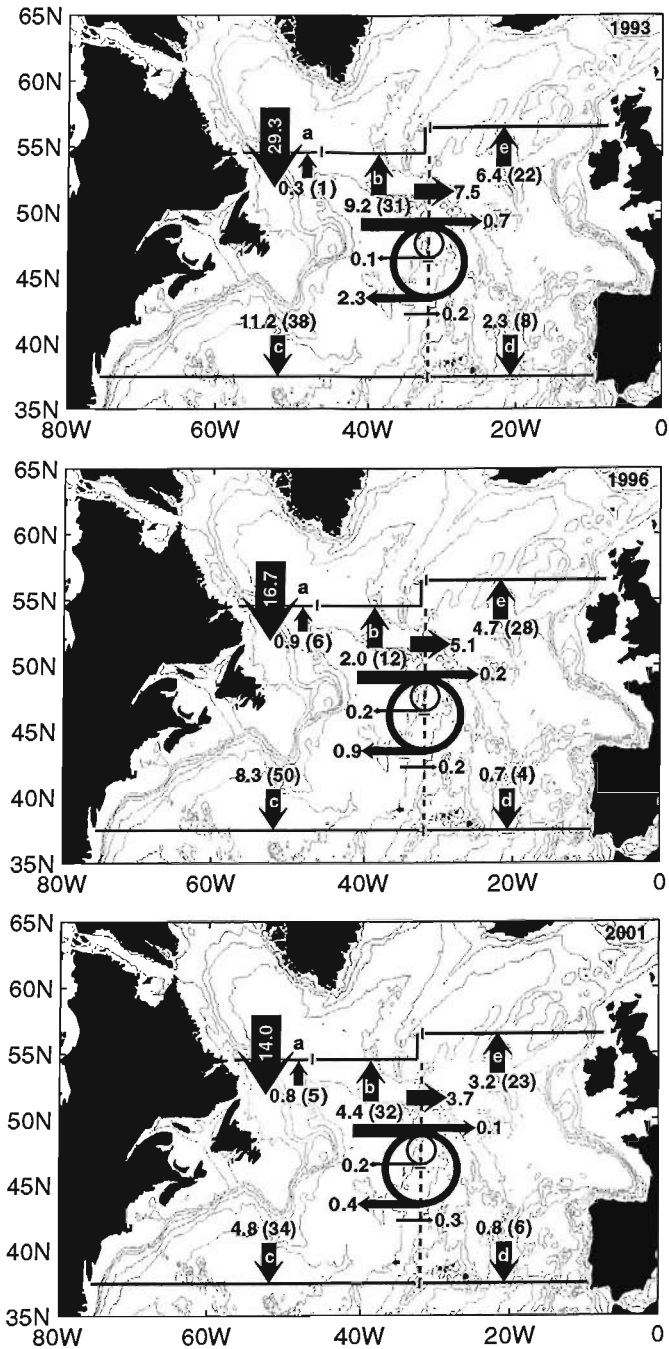 65N
1993
60N
29.3
a
55N
e
0.3 (1)
b
6.4 (22)
9.2 (31)
7.5
50N
0.7
0.1
45N
2.3
0.2
11.2 (38)
2.3 (8)
40N
c
d
35N
80W
60W
40W
20W
0
65N
1996
60N
16.7
a
55N
e
0.9 (6)
b
4.7 (28)
2.0 (12)
5.1
50N
0.2
0.2
45N
0.9
0.2
8.3 (50)
0.7 (4)
40N
c
d
35N
80W
60W
40W
20W
0
65N
2001
60N
14.0
a
55N
e
0.8 (5)
b
3.2 (23)
4.4 (32)
3.7
50N
0.1
0.2
45N
0.4
0.3
4.8 (34)
0.8 (6)
40N
c
d
35N
80W
60W
40W
20W
0